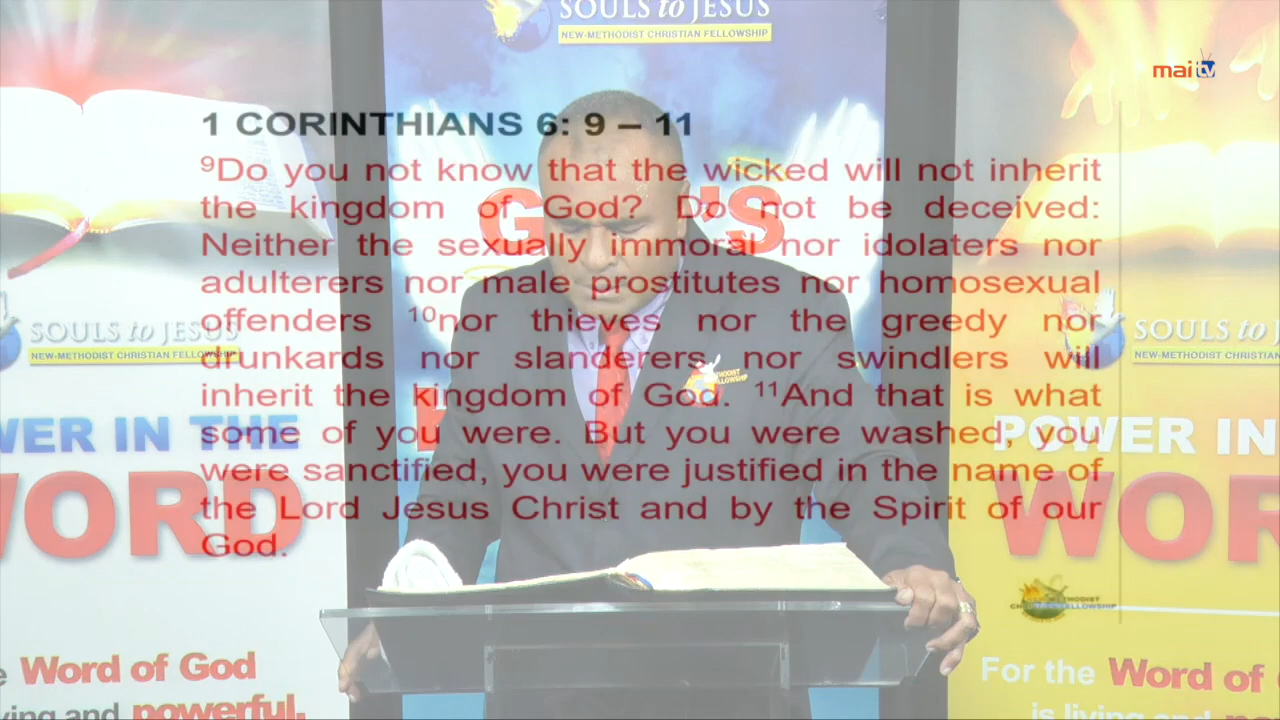 SOULS to JESUS
NEW-METHODIST CHRISTIAN FELLOWSHIP
mai tv
1 CORINTHIANS 6: 9 – 11
9Do you not know that the wicked will not inherit
the kingdom of God? Do not be deceived:
Neither the sexually immoral nor idolaters nor
adulterers nor male prostitutes nor homosexual
offenders 10nor thieves nor the greedy nor
drunkards nor slanderers nor swindlers will
inherit the kingdom of God. 11And that is what
some of you were. But you were washed, you
were sanctified, you were justified in the name of
the Lord Jesus Christ and by the Spirit of our
God.
GOD'S
SOULS to JESUS
NEW-METHODIST CHRISTIAN FELLOWSHIP
WER IN THE
WORD
Word of God
ving and powerful.
SOULS to J
NEW-METHODIST CHRISTIAN
POWER IN
WOR
For the Word of
is living and